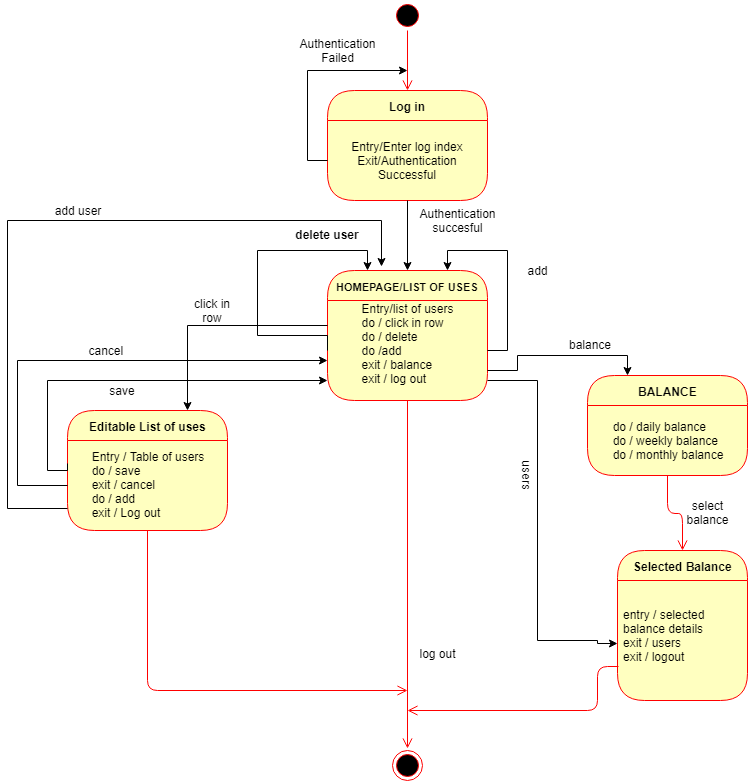 Authentication
Failed
Log in
Entry/Enter log index
Exit/Authentication
Successful
add user
Authentication
succesful
delete user
add
HOMEPAGE/LIST OF USES
Entry/list of users
do / click in row
do / delete
do /add
exit / balance
exit / log out
click in
row
cancel
save
balance
BALANCE
do / daily balance
do / weekly balance
do / monthly balance
Editable List of uses
Entry / Table of users
do / save
exit / cancel
do / add
exit / Log out
users
select
balance
Selected Balance
entry / selected
balance details
exit / users
exit / logout
log out